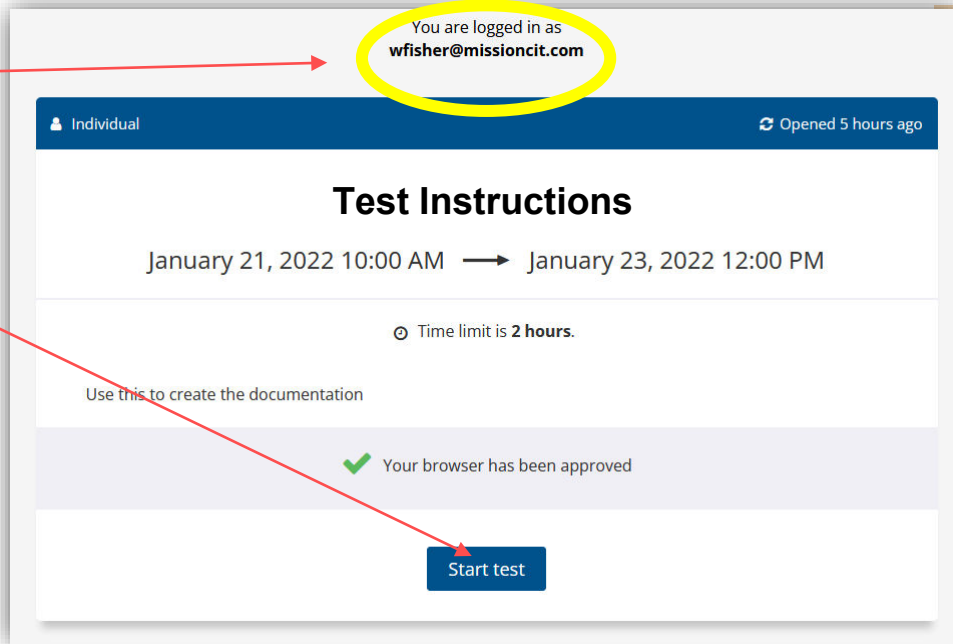 You are logged in as
wfisher@missioncit.com
Individual
Opened 5 hours ago
Test Instructions
January 21, 2022 10:00 AM → January 23, 2022 12:00 PM
Time limit is 2 hours.
Use this to create the documentation
Your browser has been approved
Start test